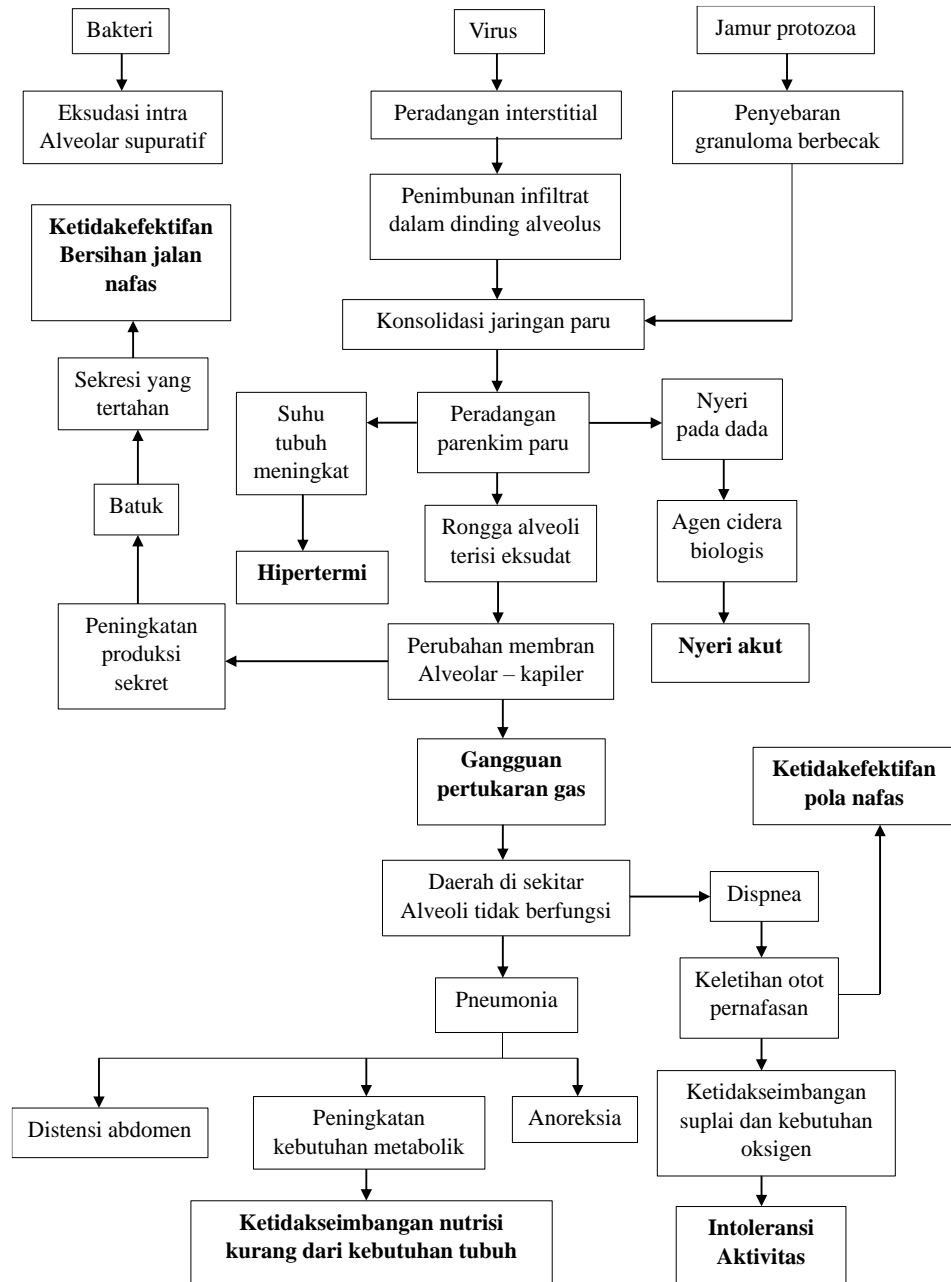 Bakteri
Virus
Jamur protozoa
Eksudasi intra
Alveolar supuratif
Peradangan interstitial
Penyebaran
granuloma berbecak
Penimbunan infiltrat
dalam dinding alveolus
Ketidakefektifan
Bersihan jalan
nafas
Konsolidasi jaringan paru
Sekresi yang
tertahan
Suhu
tubuh
meningkat
Peradangan
parenkim paru
Nyeri
pada dada
Batuk
Rongga alveoli
terisi eksudat
Agen cidera
biologis
Hipertermi
Peningkatan
produksi
sekret
Perubahan membran
Alveolar – kapiler
Nyeri akut
Gangguan
pertukaran gas
Ketidakefektifan
pola nafas
Daerah di sekitar
Alveoli tidak berfungsi
Dispnea
Keletihan otot
pernafasan
Pneumonia
Distensi abdomen
Peningkatan
kebutuhan metabolik
Anoreksia
Ketidakseimbangan
suplai dan kebutuhan
oksigen
Ketidakseimbangan nutrisi
kurang dari kebutuhan tubuh
Intoleransi
Aktivitas